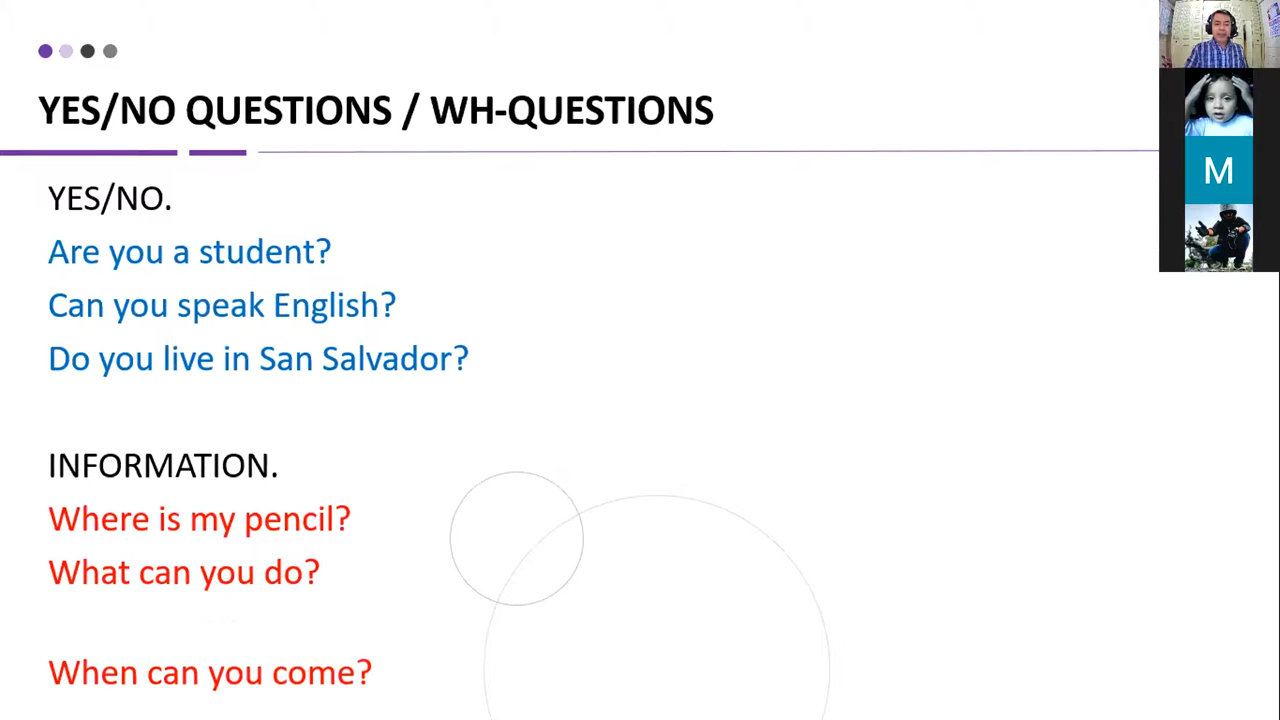 YES/NO QUESTIONS / WH-QUESTIONS
YES/NO.
Are you a student?
Can you speak English?
Do you live in San Salvador?
INFORMATION.
Where is my pencil?
What can you do?
When can you come?
M